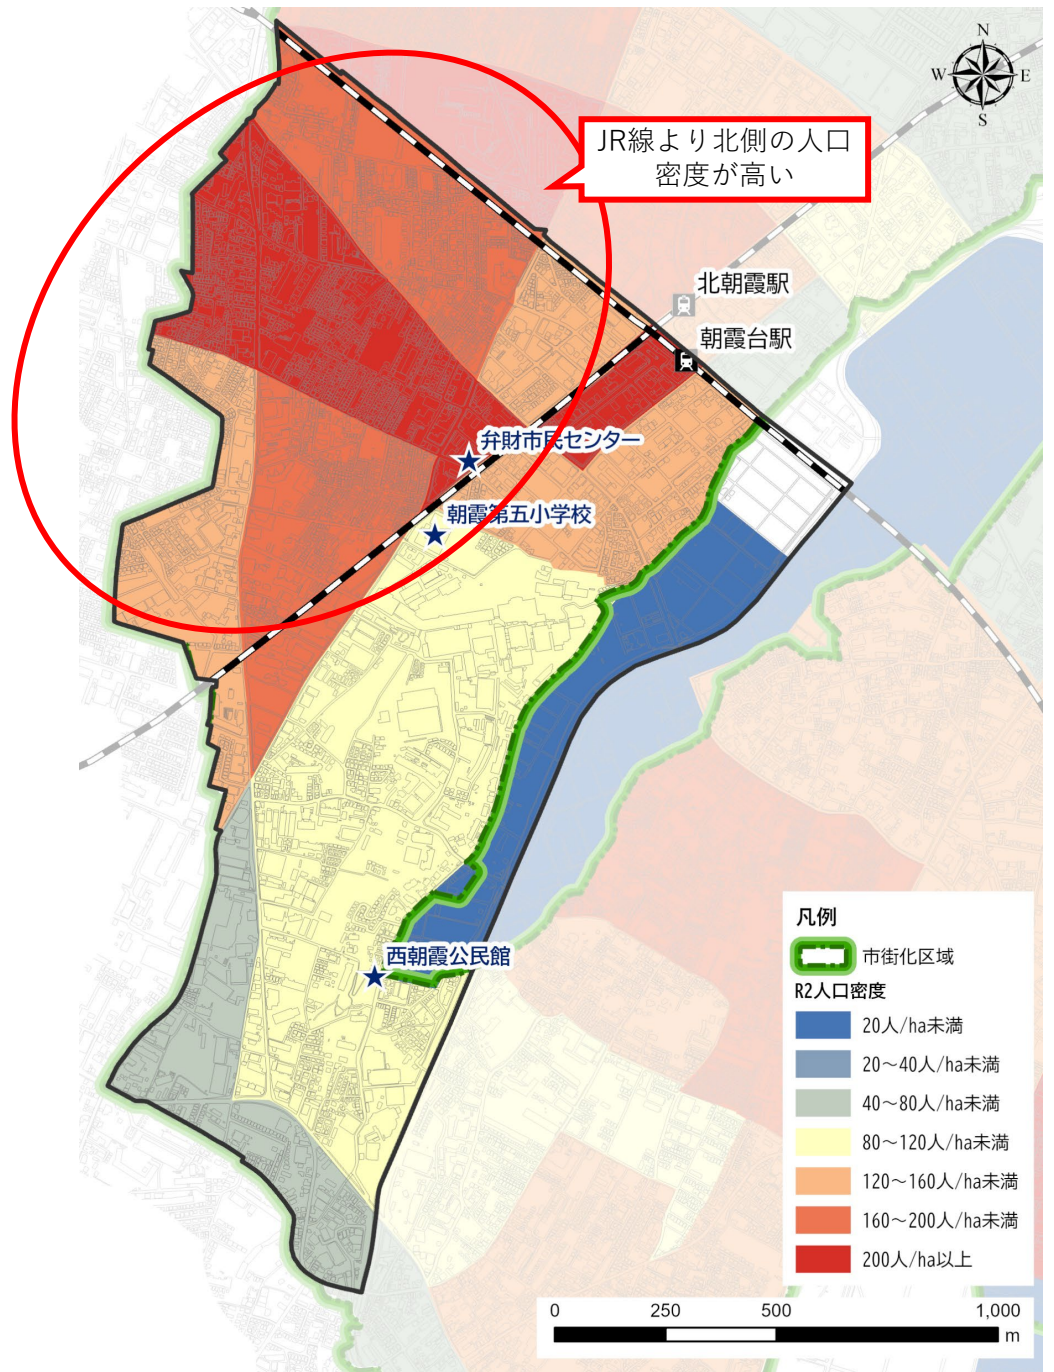 N
W
E
S
JR線より北側の人口
密度が高い
北朝霞駅
朝霞台駅
弁財市民センター
朝霞第五小学校
西朝霞公民館
凡例
市街化区域
R2人口密度
20人/ha未満
20～40人/ha未満
40～80人/ha未満
80～120人/ha未満
120～160人/ha未満
160～200人/ha未満
200人/ha以上
0 250 500 1,000
m